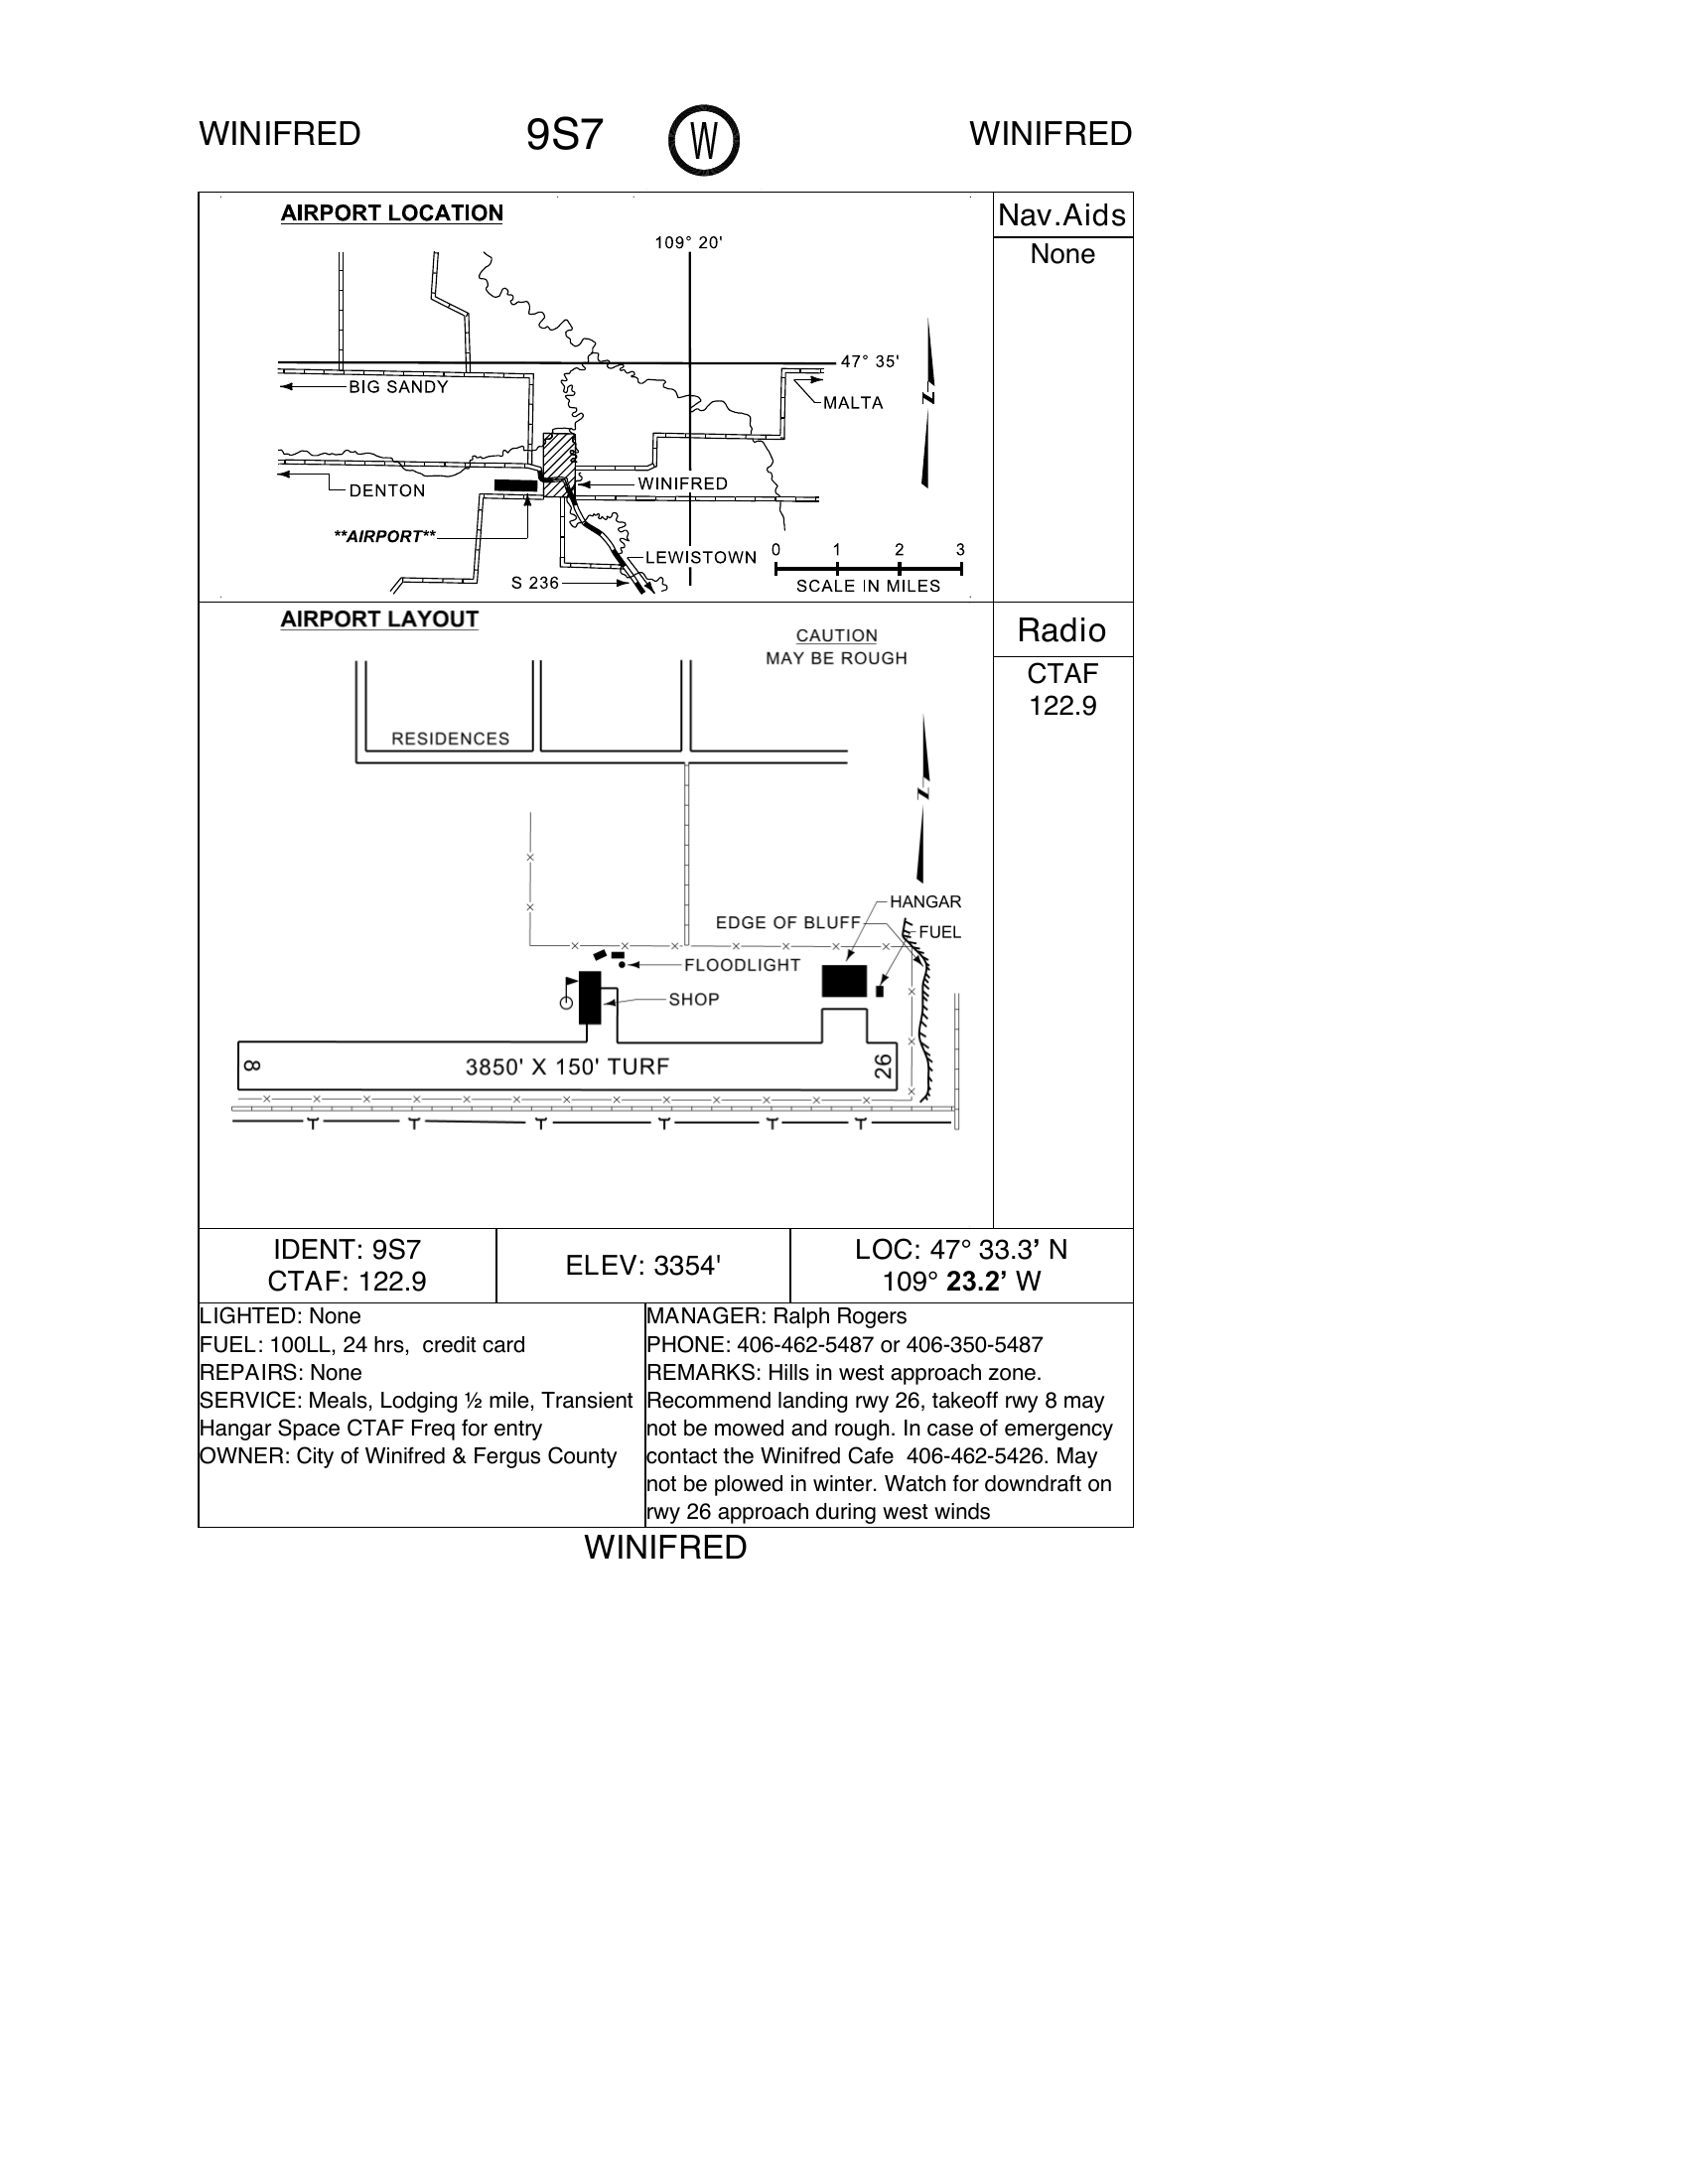 WINIFRED 9S7 W WINIFRED
AIRPORT LOCATION
Nav.Aids
None
109° 20'
47° 35'
BIG SANDY
MALTA
N
DENTON
WINIFRED
**AIRPORT**
LEWISTOWN
S 236
0 1 2 3
SCALE IN MILES
AIRPORT LAYOUT
CAUTION
MAY BE ROUGH
Radio
CTAF
122.9
RESIDENCES
N
HANGAR
EDGE OF BLUFF
FUEL
FLOODLIGHT
SHOP
8 3850' X 150' TURF 26
IDENT: 9S7
CTAF: 122.9
ELEV: 3354'
LOC: 47° 33.3’ N
109° 23.2’ W
LIGHTED: None
FUEL: 100LL, 24 hrs, credit card
REPAIRS: None
SERVICE: Meals, Lodging ½ mile, Transient
Hangar Space CTAF Freq for entry
OWNER: City of Winifred & Fergus County
MANAGER: Ralph Rogers
PHONE: 406-462-5487 or 406-350-5487
REMARKS: Hills in west approach zone.
Recommend landing rwy 26, takeoff rwy 8 may
not be mowed and rough. In case of emergency
contact the Winifred Cafe 406-462-5426. May
not be plowed in winter. Watch for downdraft on
rwy 26 approach during west winds
WINIFRED